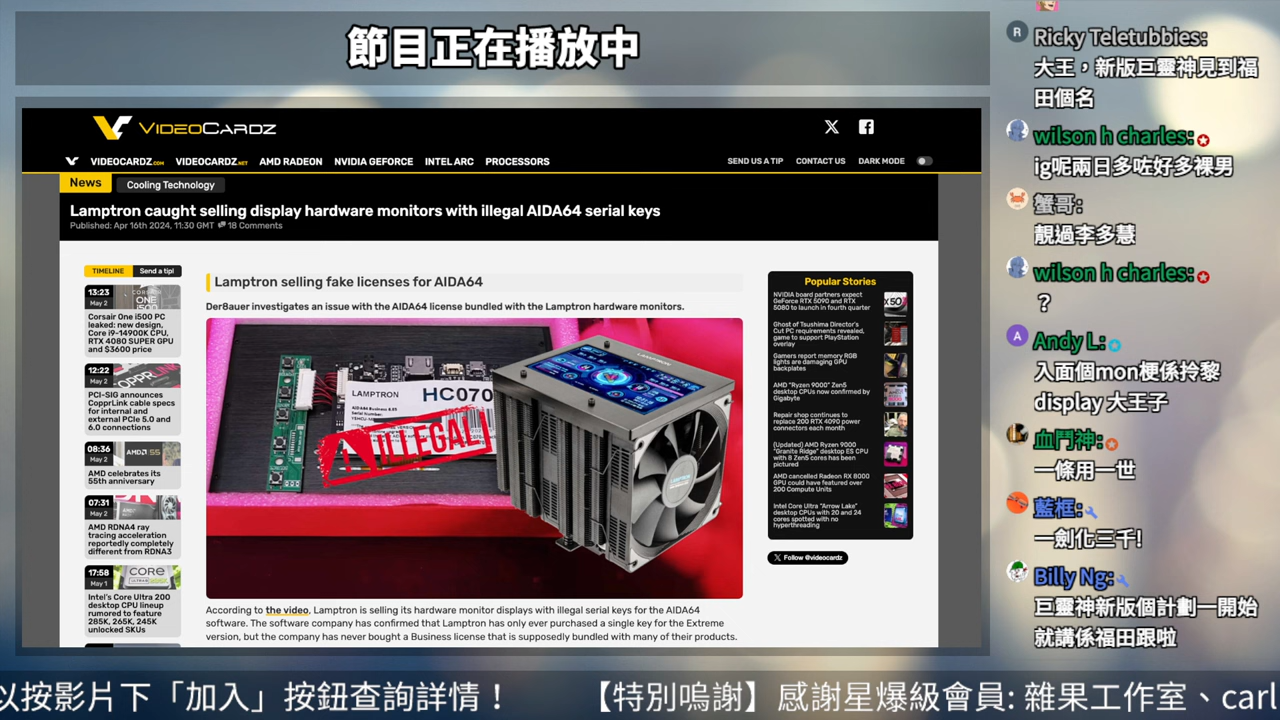 節目正在播放中
VIDEOCARDZ
VIDEOCARDZ.COM VIDEOCARDZ.NET AMD RADEON NVIDIA GEFORCE INTEL ARC PROCESSORS SEND US A TIP CONTACT US DARK MODE
News Cooling Technology
Lamptron caught selling display hardware monitors with illegal AIDA64 serial keys
Published: Apr 16th 2024, 11:30 GMT 18 Comments
TIMELINE Send a tip!
13:23
May 2
Corsair One i500 PC
leaked: new design,
Core i9-14900K CPU,
RTX 4080 SUPER GPU
and $3600 price
12:22
May 2
PCI-SIG announces
CopprLink cable specs
for internal and
external PCIe 5.0 and
6.0 connections
08:36
May 2
AMD celebrates its
55th anniversary
07:31
May 2
AMD RDNA4 ray
tracing acceleration
reportedly completely
different from RDNA3
17:58
May 1
Intel's Core Ultra 200
desktop CPU lineup
rumored to feature
285K, 265K, 245K
unlocked SKUs
Lamptron selling fake licenses for AIDA64
Der8auer investigates an issue with the AIDA64 license bundled with the Lamptron hardware monitors.
LAMPTRON HC070
ILLEGAL
According to the video, Lamptron is selling its hardware monitor displays with illegal serial keys for the AIDA64
software. The software company has confirmed that Lamptron has only ever purchased a single key for the Extreme
version, but the company has never bought a Business license that is supposedly bundled with many of their products.
Popular Stories
NVIDIA board partners expect
GeForce RTX 5090 and RTX
5080 to launch in fourth quarter
Ghost of Tsushima Director's
Cut PC requirements revealed,
game to support PlayStation
overlay
Gamers report memory RGB
lights are damaging GPU
backplates
AMD "Ryzen 9000" Zen5
desktop CPUs now confirmed by
Gigabyte
Repair shop continues to
replace 200 RTX 4090 power
connectors each month
(Updated) AMD Ryzen 9000
"Granite Ridge" desktop ES CPU
with 8 Zen5 cores has been
pictured
AMD cancelled Radeon RX 8000
GPU could have featured over
200 Compute Units
Intel Core Ultra "Arrow Lake"
desktop CPUs with 20 and 24
cores spotted with no
hyperthreading
X Follow @videocardz
Ricky Teletubbies:
大王，新版巨靈神見到福
田個名
wilson h charles:
ig呢兩日多咗好多裸男
蟹哥:
靚過李多慧
wilson h charles:
？
Andy L:
入面個mon梗係拎黎
display 大王子
血鬥神:
一條用一世
藍框:
一劍化三千!
Billy Ng:
巨靈神新版個計劃一開始
就講係福田跟啦
以按影片下「加入」按鈕查詢詳情！ 【特別鳴謝】感謝星爆級會員: 雜果工作室、carl